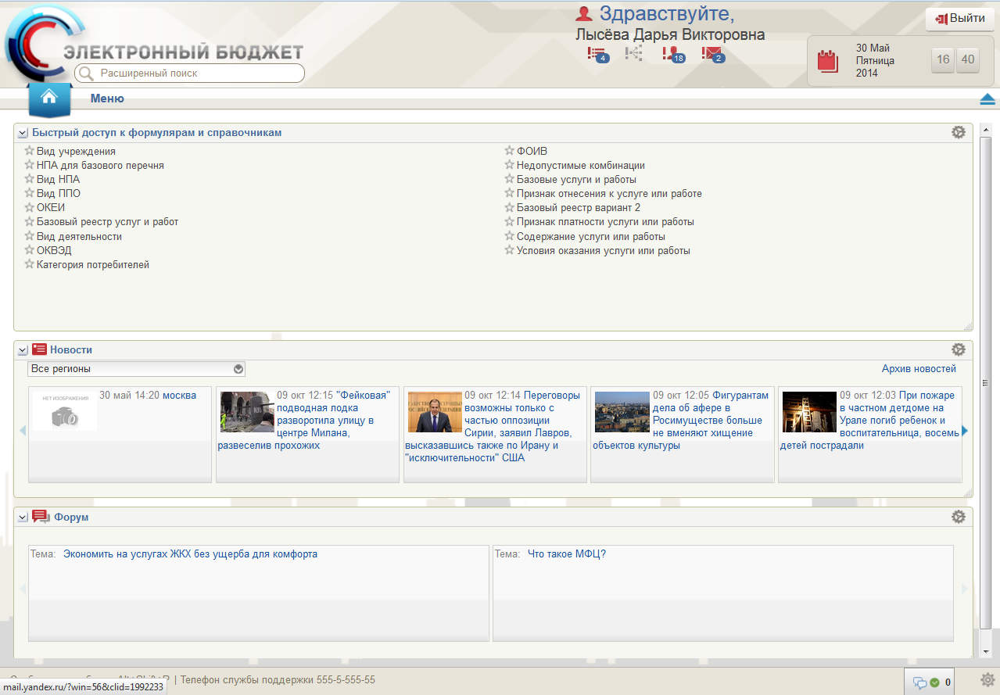 Здравствуйте,
Выйти
Лысёва Дарья Викторовна
ЭЛЕКТРОННЫЙ БЮДЖЕТ
4
18
2
30 Май
Пятница
2014
16 40
Расширенный поиск
Меню
Быстрый доступ к формулярам и справочникам
Вид учреждения
НПА для базового перечня
Вид НПА
Вид ППО
ОКЕИ
Базовый реестр услуг и работ
Вид деятельности
ОКВЭД
Категория потребителей
ФОИВ
Недопустимые комбинации
Базовые услуги и работы
Признак отнесения к услуге или работе
Базовый реестр вариант 2
Признак платности услуги или работы
Содержание услуги или работы
Условия оказания услуги или работы
Новости
Все регионы
Архив новостей
НЕТ ИЗОБРАЖЕНИЯ
30 май 14:20 москва
09 окт 12:15 "Фейковая"
подводная лодка
разворотила улицу в
центре Милана,
развеселив прохожих
09 окт 12:14 Переговоры
возможны только с
частью оппозиции
Сирии, заявил Лавров,
высказавшись также по Ирану и
"исключительности" США
09 окт 12:05 Фигурантам
дела об афере в
Росимуществе больше
не вменяют хищение
объектов культуры
09 окт 12:03 При пожаре
в частном детдоме на
Урале погиб ребенок и
воспитательница, восемь
детей пострадали
Форум
Тема: Экономить на услугах ЖКХ без ущерба для комфорта
Тема: Что такое МФЦ?
| Телефон службы поддержки 555-5-555-55
mail.yandex.ru/?win=56&clid=1992233
0